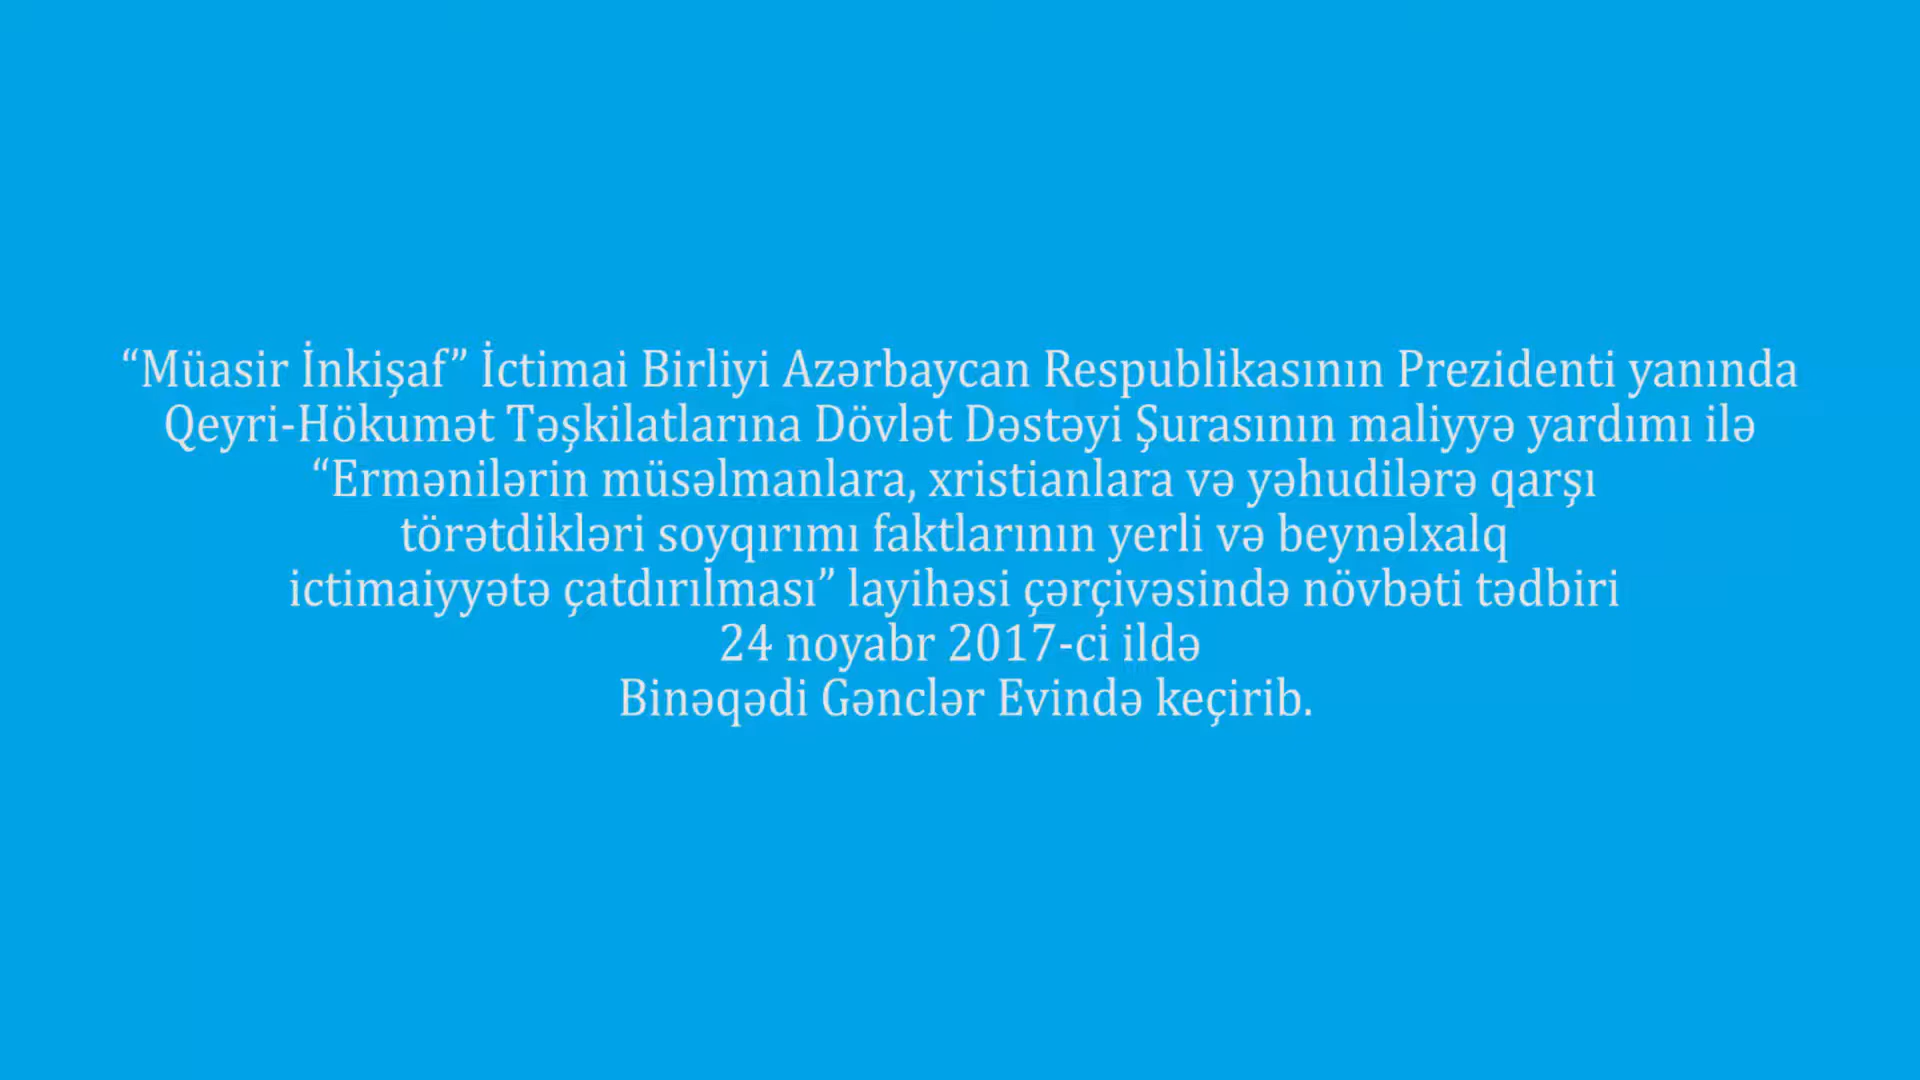 “Müasir İnkişaf” İctimai Birliyi Azərbaycan Respublikasının Prezidenti yanında
Qeyri-Hökumət Təşkilatlarına Dövlət Dəstəyi Şurasının maliyyə yardımı ilə
“Ermənilərin müsəlmanlara, xristianlara və yəhudilərə qarşı
törətdikləri soyqırımı faktlarının yerli və beynəlxalq
ictimaiyyətə çatdırılması” layihəsi çərçivəsində növbəti tədbiri
24 noyabr 2017-ci ildə
Binəqədi Gənclər Evində keçirib.